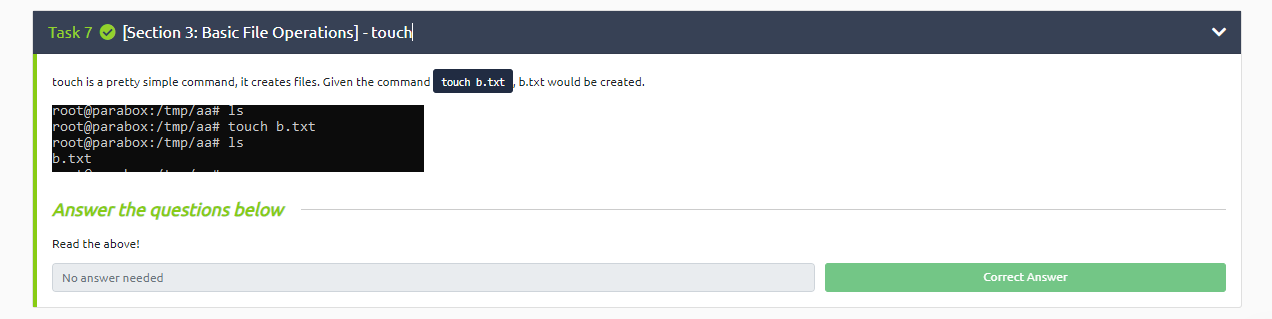 Task 7 [Section 3: Basic File Operations] - touch
touch is a pretty simple command, it creates files. Given the command touch b.txt, b.txt would be created.
root@parabox:/tmp/aa# ls
root@parabox:/tmp/aa# touch b.txt
root@parabox:/tmp/aa# ls
b.txt
Answer the questions below
Read the above!
No answer needed
Correct Answer